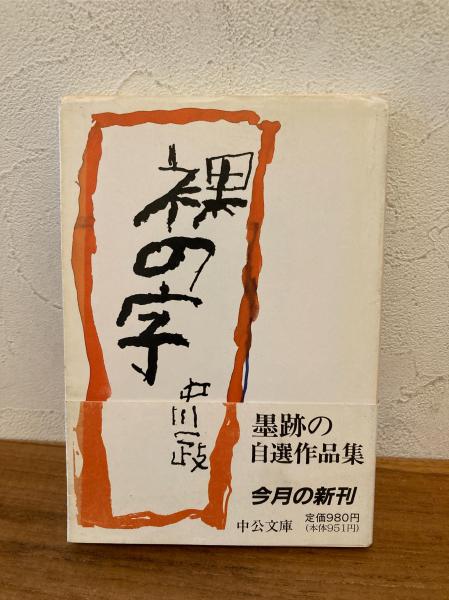 裸の字
中川一政
墨跡の
自選作品集
今月の新刊
中公文庫
定価980円
(本体951円)